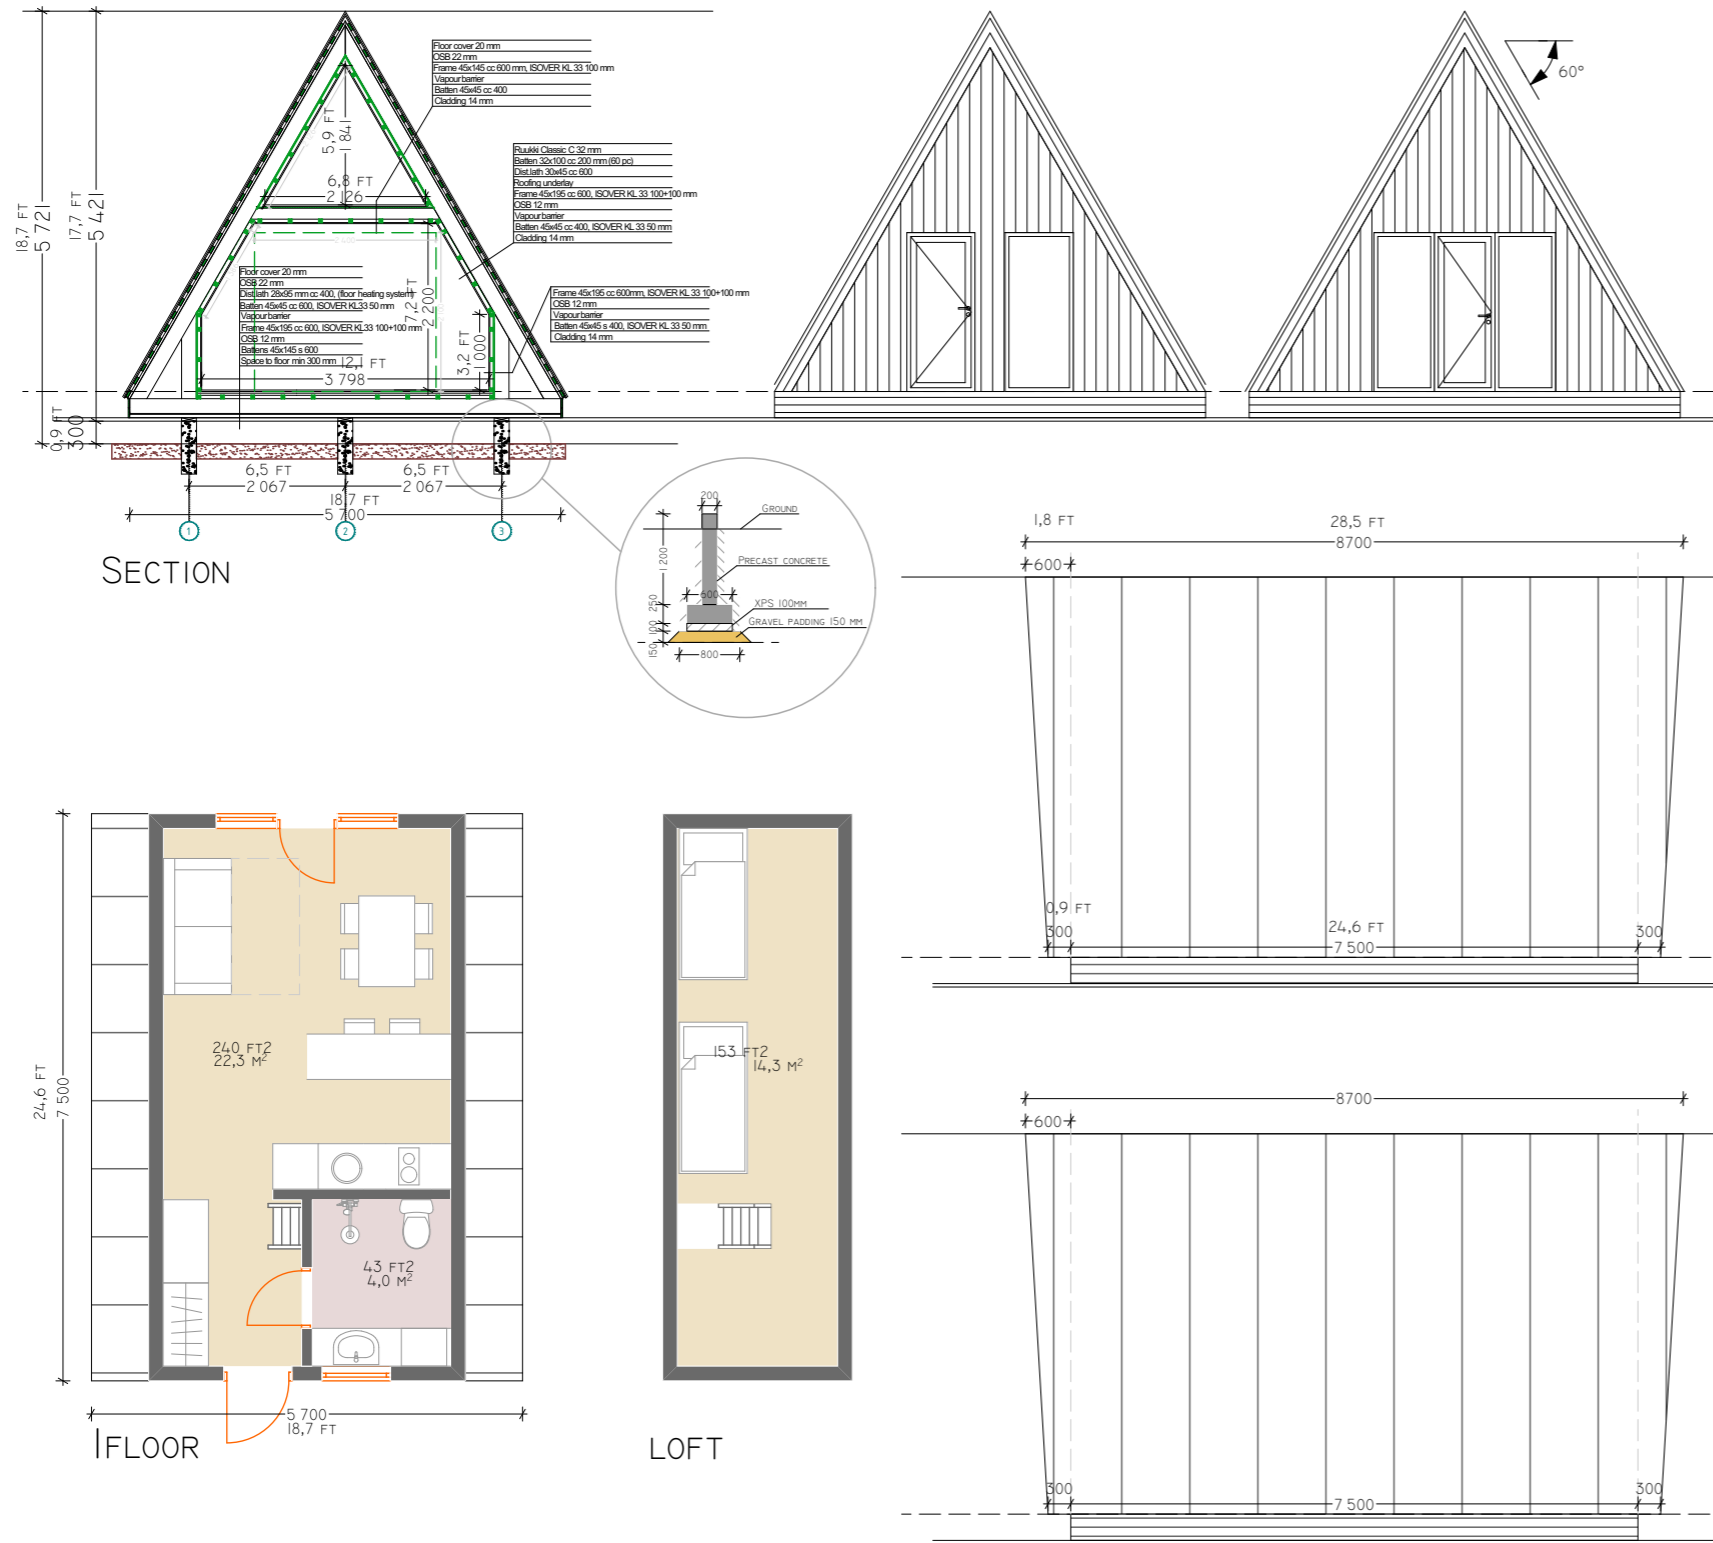 Floor cover 20 mm
OSB 22 mm
Frame 45x145 cc 600 mm, ISOVER KL 33 100 mm
Vapourbarrier
Batten 45x45 cc 400
Cladding 14 mm
60°
18,7 FT
5 721
17,7 FT
5 421
5,9 FT
1 841
6,8 FT
2 126
Ruukki Classic C 32 mm
Batten 32x100 cc 200 mm (60 pc)
Dist.lath 30x45 cc 600
Roofing underlay
Frame 45x195 cc 600, ISOVER KL 33 100+100 mm
OSB 12 mm
Vapourbarrier
Batten 45x45 cc 400, ISOVER KL 33 50 mm
Cladding 14 mm
Floor cover 20 mm
OSB 22 mm
Dist.lath 28x95 mm cc 400, (floor heating system)
Batten 45x45 cc 600, ISOVER KL33 50 mm
Vapourbarrier
Frame 45x195 cc 600, ISOVER KL33 100+100 mm
OSB 12 mm
Battens 45x145 s 600
Space to floor min 300 mm
7,2 FT
2 200
3,2 FT
1 000
12,1 FT
3 798
Frame 45x195 cc 600mm, ISOVER KL 33 100+100 mm
OSB 12 mm
Vapourbarrier
Batten 45x45 s 400, ISOVER KL 33 50 mm
Cladding 14 mm
0,9 FT
300
6,5 FT
2 067
6,5 FT
2 067
18,7 FT
5 700
1
2
3
SECTION
200
GROUND
1 200
PRECAST CONCRETE
600
250
XPS 100MM
100
GRAVEL PADDING 150 MM
150
800
1,8 FT
28,5 FT
8700
600
0,9 FT
300
24,6 FT
7 500
300
24,6 FT
7 500
240 FT2
22,3 M²
43 FT2
4,0 M²
5 700
18,7 FT
1FLOOR
153 FT2
14,3 M²
LOFT
8700
600
300
7 500
300